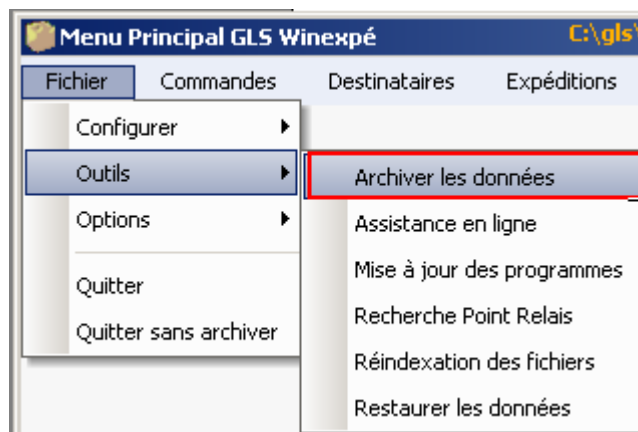 Menu Principal GLS Winexpé C:\gls\
Fichier Commandes Destinataires Expéditions
Configurer
Outils
Options
Quitter
Quitter sans archiver
Archiver les données
Assistance en ligne
Mise à jour des programmes
Recherche Point Relais
Réindexation des fichiers
Restaurer les données